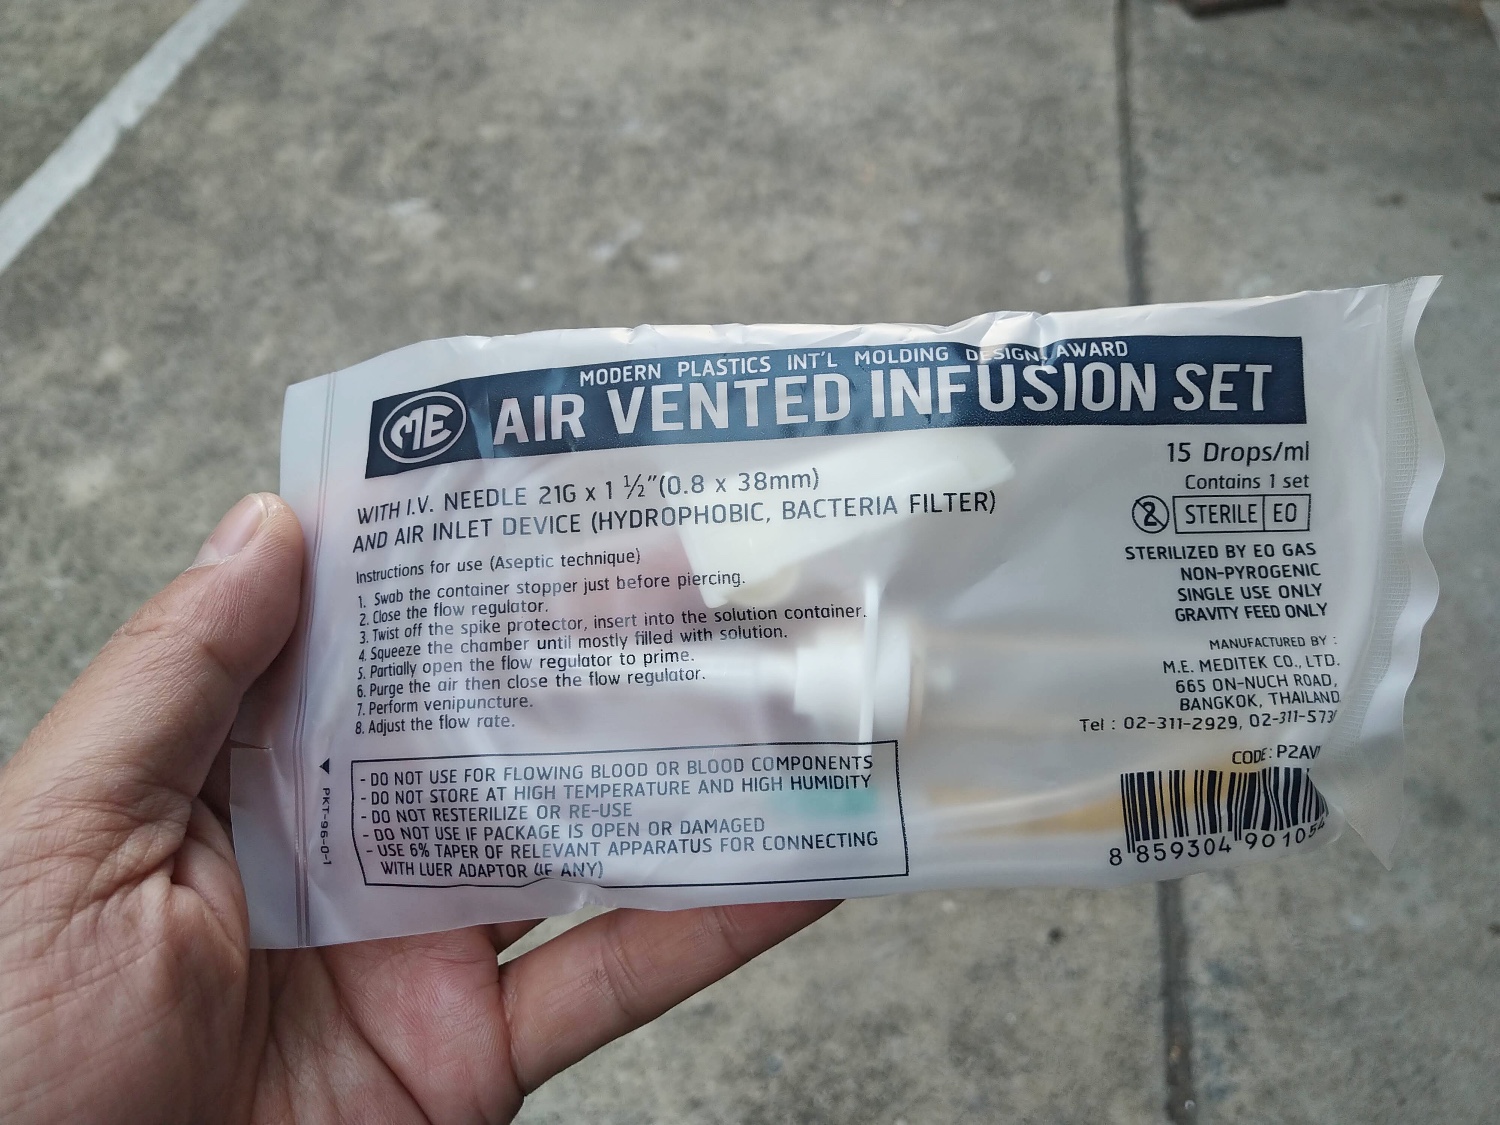 MODERN PLASTICS INT'L MOLDING DESIGN AWARD
ME AIR VENTED INFUSION SET
WITH I.V. NEEDLE 21G x 1 ½"(0.8 x 38mm)
AND AIR INLET DEVICE (HYDROPHOBIC, BACTERIA FILTER)
Instructions for use (Aseptic technique)
1. Swab the container stopper just before piercing.
2. Close the flow regulator.
3. Twist off the spike protector, insert into the solution container.
4. Squeeze the chamber until mostly filled with solution.
5. Partially open the flow regulator to prime.
6. Purge the air then close the flow regulator.
7. Perform venipuncture.
8. Adjust the flow rate.
- DO NOT USE FOR FLOWING BLOOD OR BLOOD COMPONENTS
- DO NOT STORE AT HIGH TEMPERATURE AND HIGH HUMIDITY
- DO NOT RESTERILIZE OR RE-USE
- DO NOT USE IF PACKAGE IS OPEN OR DAMAGED
- USE 6% TAPER OF RELEVANT APPARATUS FOR CONNECTING
WITH LUER ADAPTOR (IF ANY)
PKT-96-0-1
15 Drops/ml
Contains 1 set
2 STERILE EO
STERILIZED BY EO GAS
NON-PYROGENIC
SINGLE USE ONLY
GRAVITY FEED ONLY
MANUFACTURED BY :
M.E. MEDITEK CO., LTD.
665 ON-NUCH ROAD,
BANGKOK, THAILAND
Tel : 02-311-2929, 02-311-573
CODE: P2AV
8 859304 901054